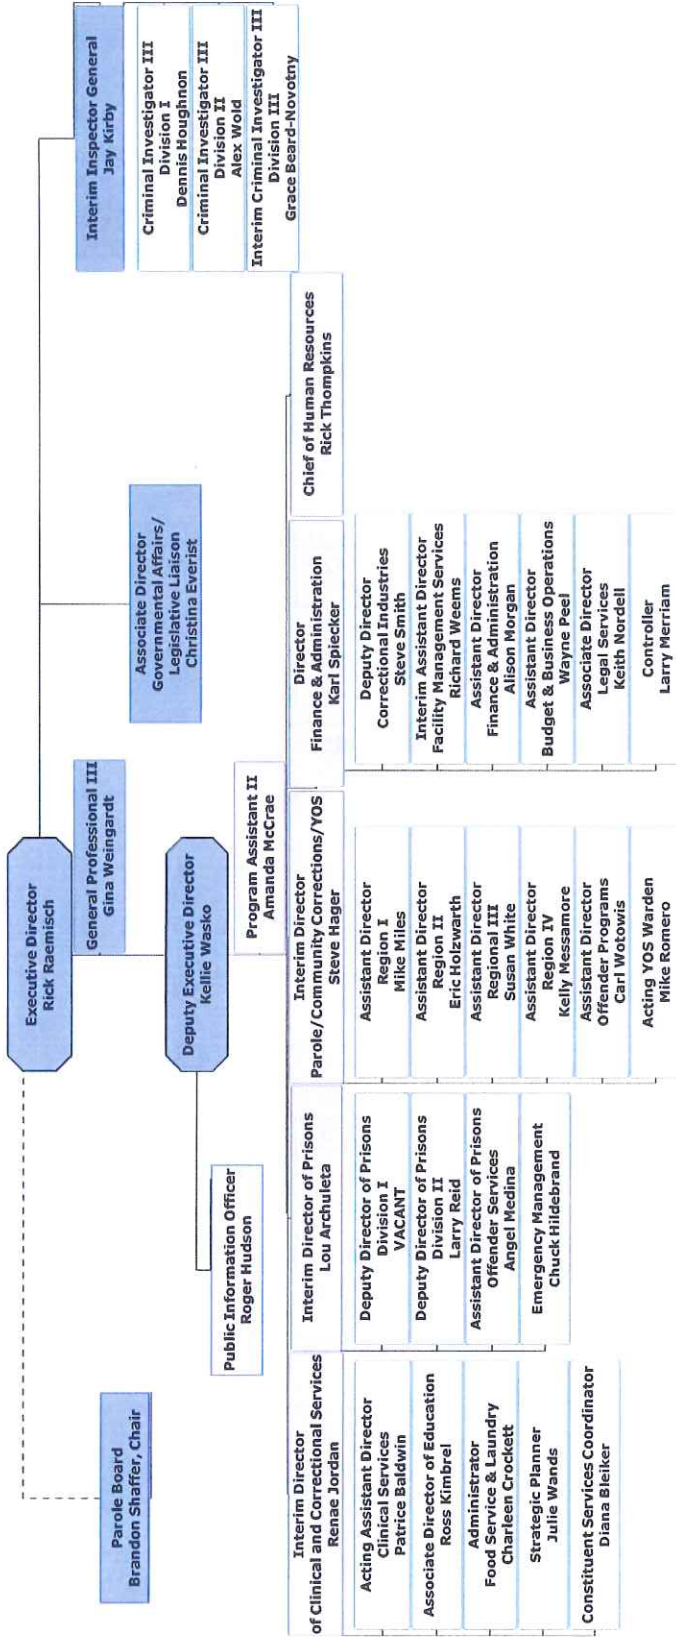 Executive Director
Rick Raemisch
Parole Board
Brandon Shaffer, Chair
General Professional III
Gina Weingardt
Associate Director
Governmental Affairs/
Legislative Liaison
Christina Everist
Interim Inspector General
Jay Kirby
Criminal Investigator III
Division I
Dennis Houghnon
Criminal Investigator III
Division II
Alex Wold
Interim Criminal Investigator III
Division III
Grace Beard-Novotny
Deputy Executive Director
Kellie Wasko
Public Information Officer
Roger Hudson
Program Assistant II
Amanda McCrae
Interim Director
of Clinical and Correctional Services
Renae Jordan
Acting Assistant Director
Clinical Services
Patrice Baldwin
Associate Director of Education
Ross Kimbrel
Administrator
Food Service & Laundry
Charleen Crockett
Strategic Planner
Julie Wands
Constituent Services Coordinator
Diana Bleiker
Interim Director of Prisons
Lou Archuleta
Deputy Director of Prisons
Division I
VACANT
Deputy Director of Prisons
Division II
Larry Reid
Assistant Director of Prisons
Offender Services
Angel Medina
Emergency Management
Chuck Hildebrand
Interim Director
Parole/Community Corrections/YOS
Steve Hager
Assistant Director
Region I
Mike Miles
Assistant Director
Region II
Eric Holzwarth
Assistant Director
Regional III
Susan White
Assistant Director
Region IV
Kelly Messamore
Assistant Director
Offender Programs
Carl Wotowis
Acting YOS Warden
Mike Romero
Director
Finance & Administration
Karl Spiecker
Deputy Director
Correctional Industries
Steve Smith
Interim Assistant Director
Facility Management Services
Richard Weems
Assistant Director
Finance & Administration
Alison Morgan
Assistant Director
Budget & Business Operations
Wayne Peel
Associate Director
Legal Services
Keith Nordell
Controller
Larry Merriam
Chief of Human Resources
Rick Thompkins